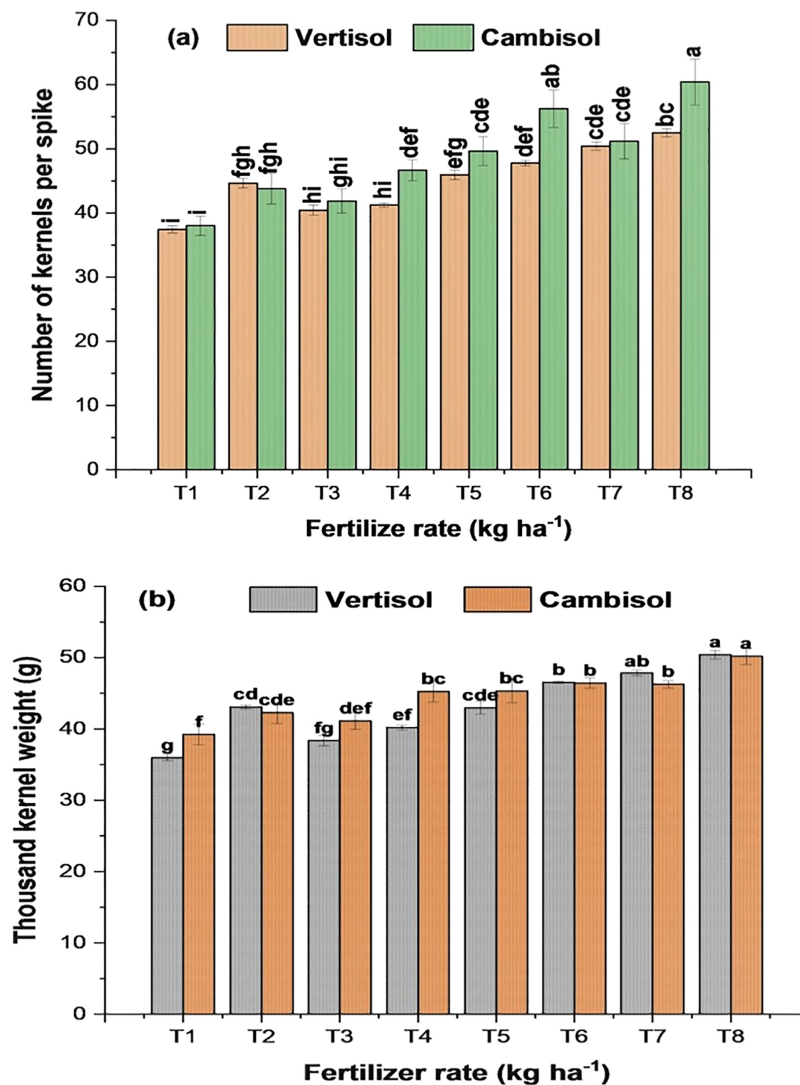 (a) Vertisol Cambisol
Number of kernels per spike
70
60
50
40
30
20
10
0
i i fgh fgh hi ghi hi def efg cde def ab cde cde bc a
T1 T2 T3 T4 T5 T6 T7 T8
Fertilize rate (kg ha⁻¹)
(b) Vertisol Cambisol
Thousand kernel weight (g)
60
50
40
30
20
10
0
g f cd cde fg def ef bc cde bc b b ab b a a
T1 T2 T3 T4 T5 T6 T7 T8
Fertilizer rate (kg ha⁻¹)